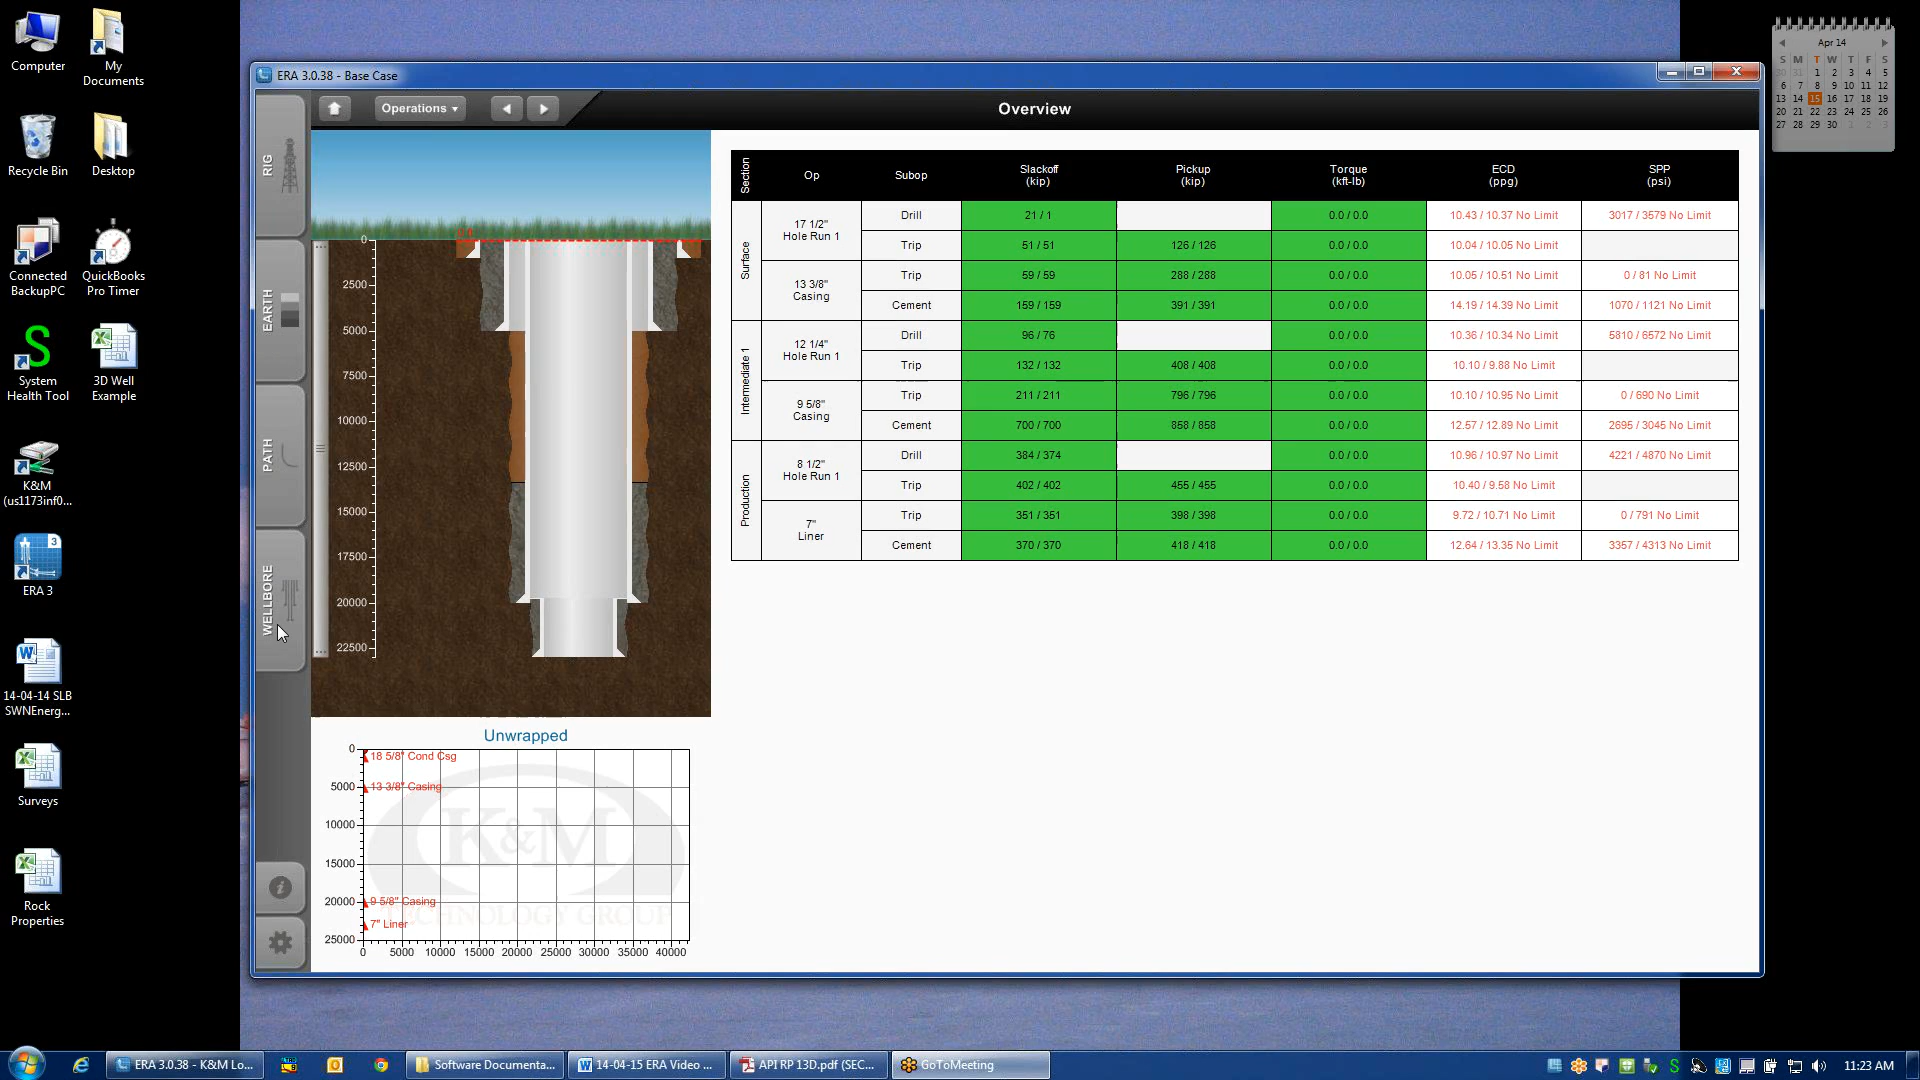 Computer
My
Documents
Recycle Bin
Desktop
Connected
BackupPC
QuickBooks
Pro Timer
System
Health Tool
3D Well
Example
K&M
(us1173inf0...
3
ERA 3
14-04-14 SLB
SWNEnerg...
Surveys
Rock
Properties
ERA 3.0.38 - Base Case
Operations
Overview
RIG
EARTH
PATH
WELLBORE
0
2500
5000
7500
10000
12500
15000
17500
20000
22500
Section
Op
Subop
Slackoff
(kip)
Pickup
(kip)
Torque
(kft-lb)
ECD
(ppg)
SPP
(psi)
Surface
17 1/2"
Hole Run 1
Drill
21 / 1
0.0 / 0.0
10.43 / 10.37 No Limit
3017 / 3579 No Limit
Trip
51 / 51
126 / 126
0.0 / 0.0
10.04 / 10.05 No Limit
13 3/8"
Casing
Trip
59 / 59
288 / 288
0.0 / 0.0
10.05 / 10.51 No Limit
0 / 81 No Limit
Cement
159 / 159
391 / 391
0.0 / 0.0
14.19 / 14.39 No Limit
1070 / 1121 No Limit
Intermediate 1
12 1/4"
Hole Run 1
Drill
96 / 76
0.0 / 0.0
10.36 / 10.34 No Limit
5810 / 6572 No Limit
Trip
132 / 132
408 / 408
0.0 / 0.0
10.10 / 9.88 No Limit
9 5/8"
Casing
Trip
211 / 211
796 / 796
0.0 / 0.0
10.10 / 10.95 No Limit
0 / 690 No Limit
Cement
700 / 700
858 / 858
0.0 / 0.0
12.57 / 12.89 No Limit
2695 / 3045 No Limit
Production
8 1/2"
Hole Run 1
Drill
384 / 374
0.0 / 0.0
10.96 / 10.97 No Limit
4221 / 4870 No Limit
Trip
402 / 402
455 / 455
0.0 / 0.0
10.40 / 9.58 No Limit
7"
Liner
Trip
351 / 351
398 / 398
0.0 / 0.0
9.72 / 10.71 No Limit
0 / 791 No Limit
Cement
370 / 370
418 / 418
0.0 / 0.0
12.64 / 13.35 No Limit
3357 / 4313 No Limit
Unwrapped
0
5000
10000
15000
20000
25000
18 5/8" Cond Csg
13 3/8" Casing
9 5/8" Casing
7" Liner
K&M
TECHNOLOGY GROUP
0 5000 10000 15000 20000 25000 30000 35000 40000
Apr 14
S M T W T F S
30 31 1 2 3 4 5
6 7 8 9 10 11 12
13 14 15 16 17 18 19
20 21 22 23 24 25 26
27 28 29 30 1 2 3
ERA 3.0.38 - K&M Lo...
Software Documenta...
14-04-15 ERA Video ...
API RP 13D.pdf (SEC...
GoToMeeting
11:23 AM